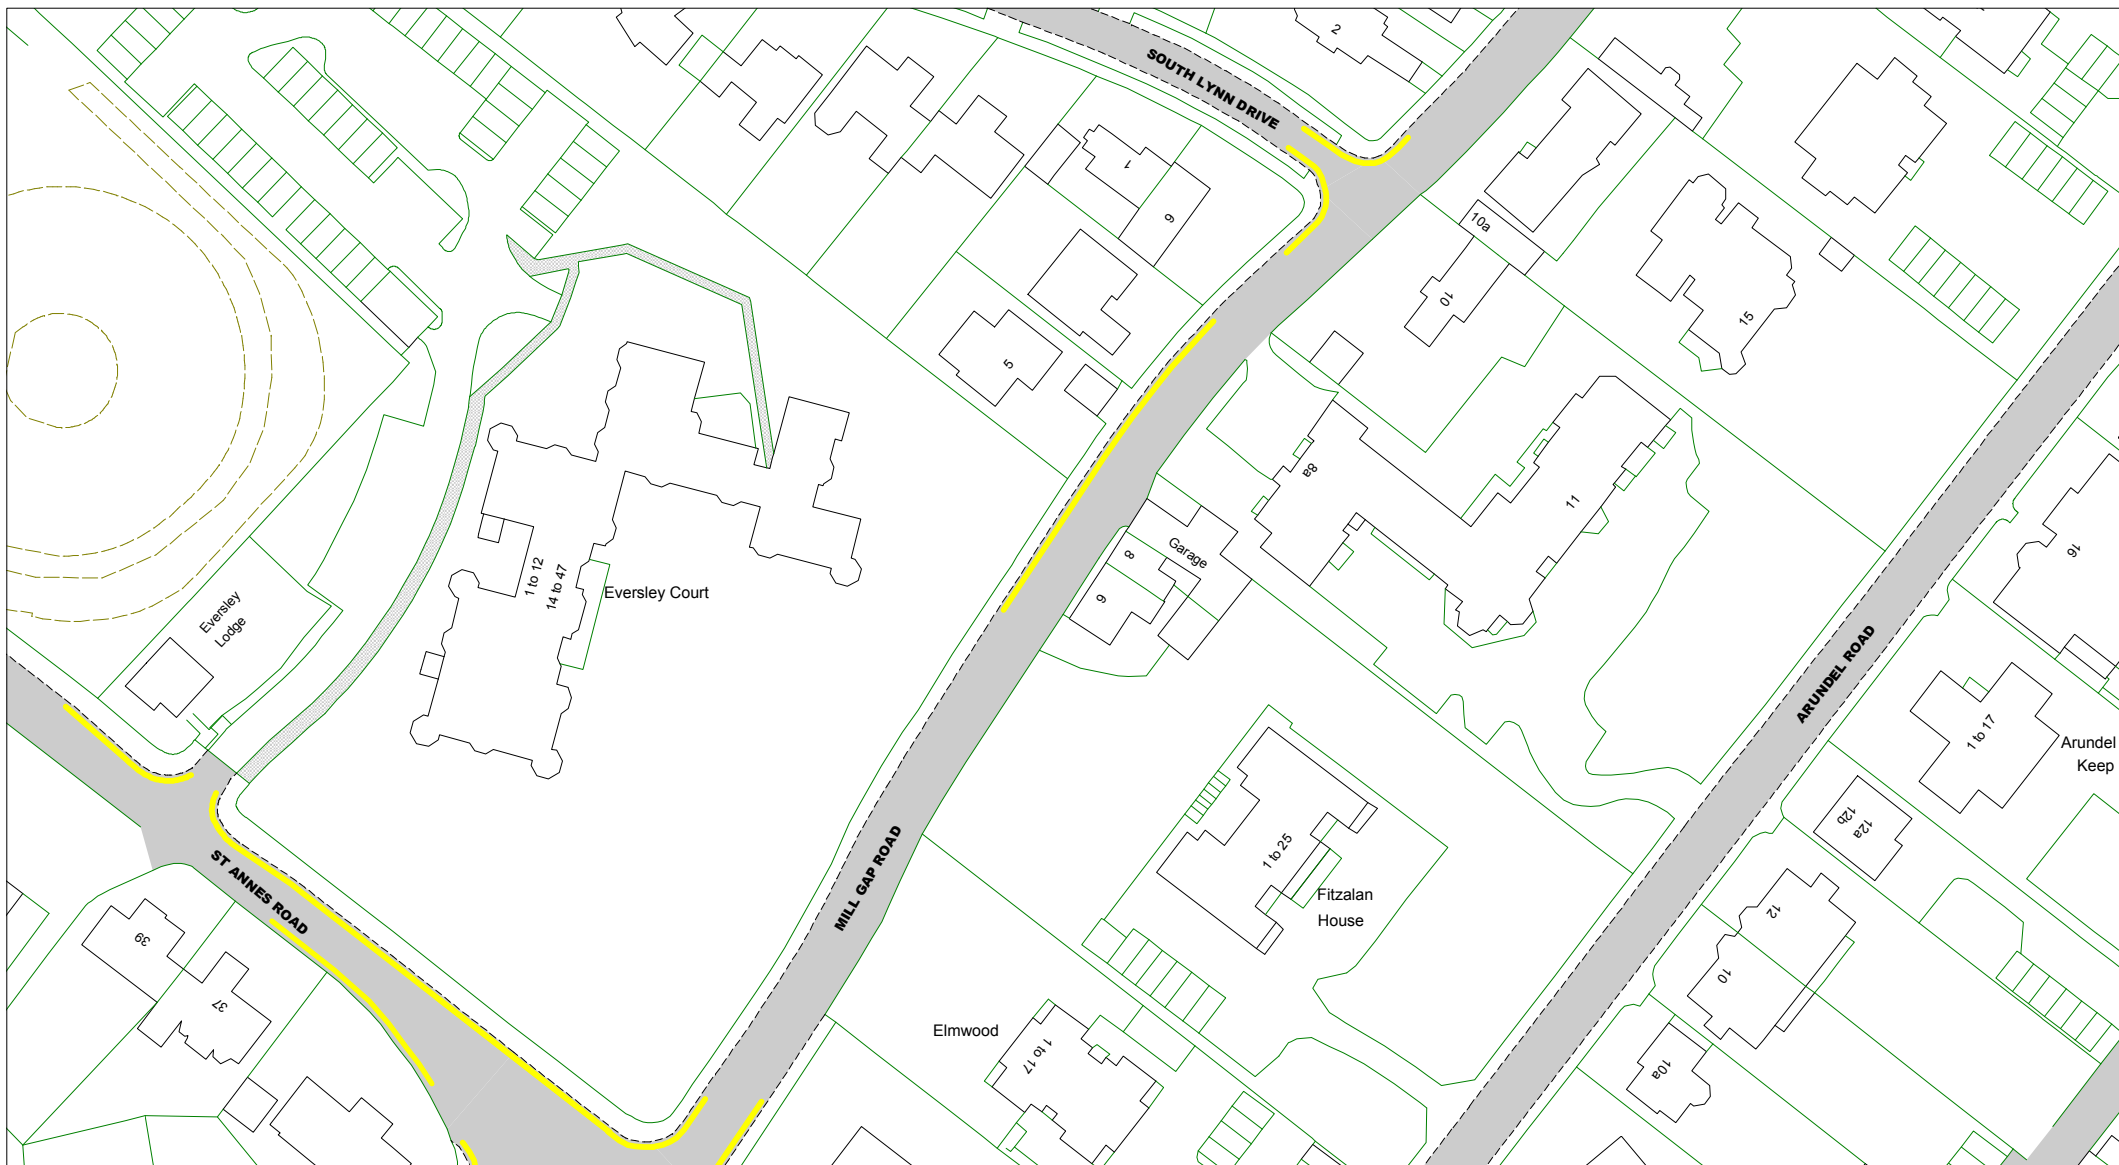 2
SOUTH LYNN DRIVE
1
6
10a
10
15
5
8a
11
16
Garage
8
9
1 to 12
14 to 47
Eversley Court
Eversley
Lodge
ARUNDEL ROAD
1 to 17
Arundel
Keep
12b
12a
MILL GAP ROAD
1 to 25
Fitzalan
House
ST ANNES ROAD
39
37
12
10
Elmwood
1 to 17
10a